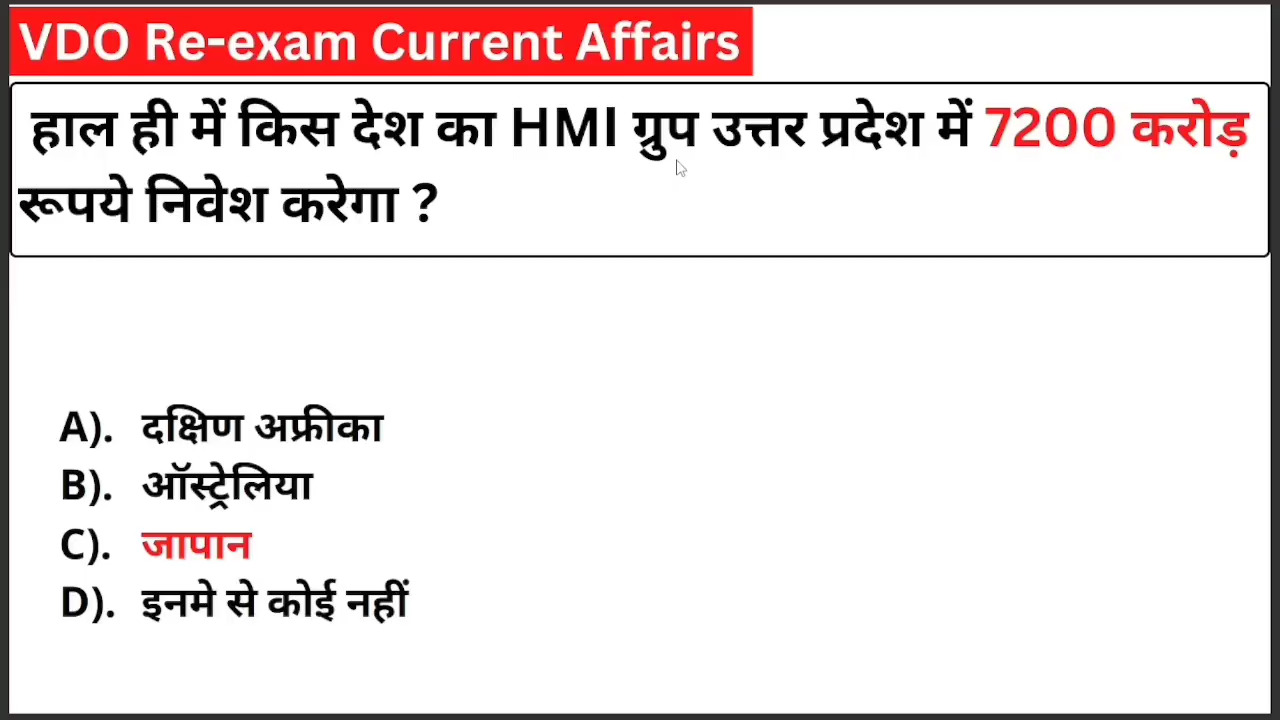 VDO Re-exam Current Affairs
हाल ही में किस देश का HMI ग्रुप उत्तर प्रदेश में 7200 करोड़
रूपये निवेश करेगा ?
A). दक्षिण अफ्रीका
B). ऑस्ट्रेलिया
C). जापान
D). इनमे से कोई नहीं